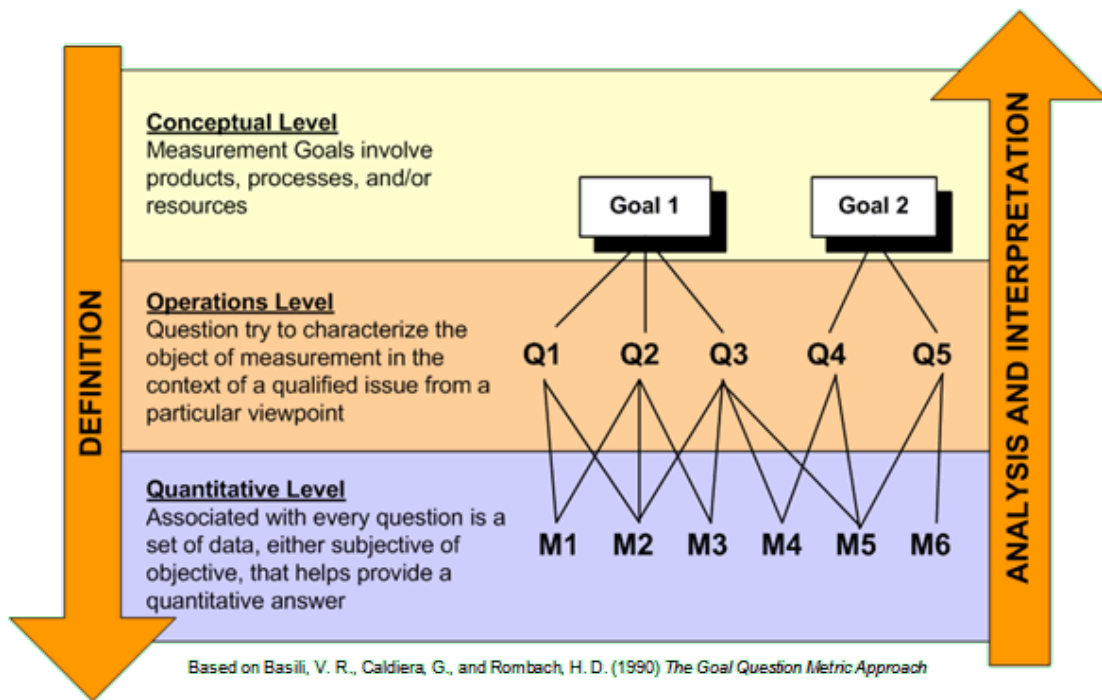 Conceptual Level
Measurement Goals involve
products, processes, and/or
resources
Goal 1
Goal 2
Operations Level
Question try to characterize the
object of measurement in the
context of a qualified issue from a
particular viewpoint
Q1 Q2 Q3 Q4 Q5
Quantitative Level
Associated with every question is a
set of data, either subjective of
objective, that helps provide a
quantitative answer
M1 M2 M3 M4 M5 M6
DEFINITION
ANALYSIS AND INTERPRETATION
Based on Basili, V. R., Caldiera, G., and Rombach, H. D. (1990) The Goal Question Metric Approach